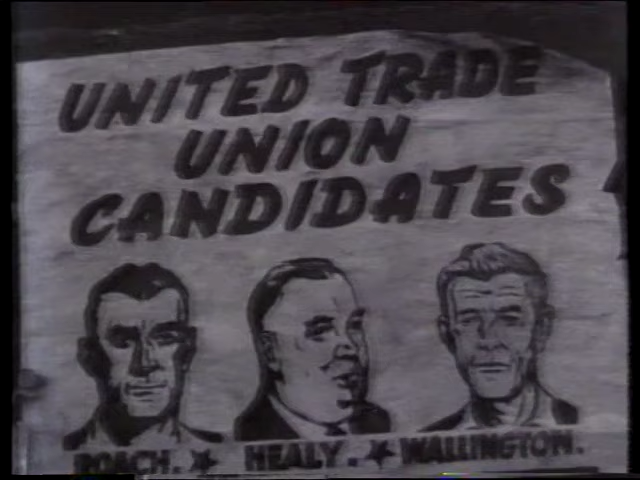 UNITED TRADE
UNION
CANDIDATES
ROACH. ★ HEALY. ★ WALLINGTON.